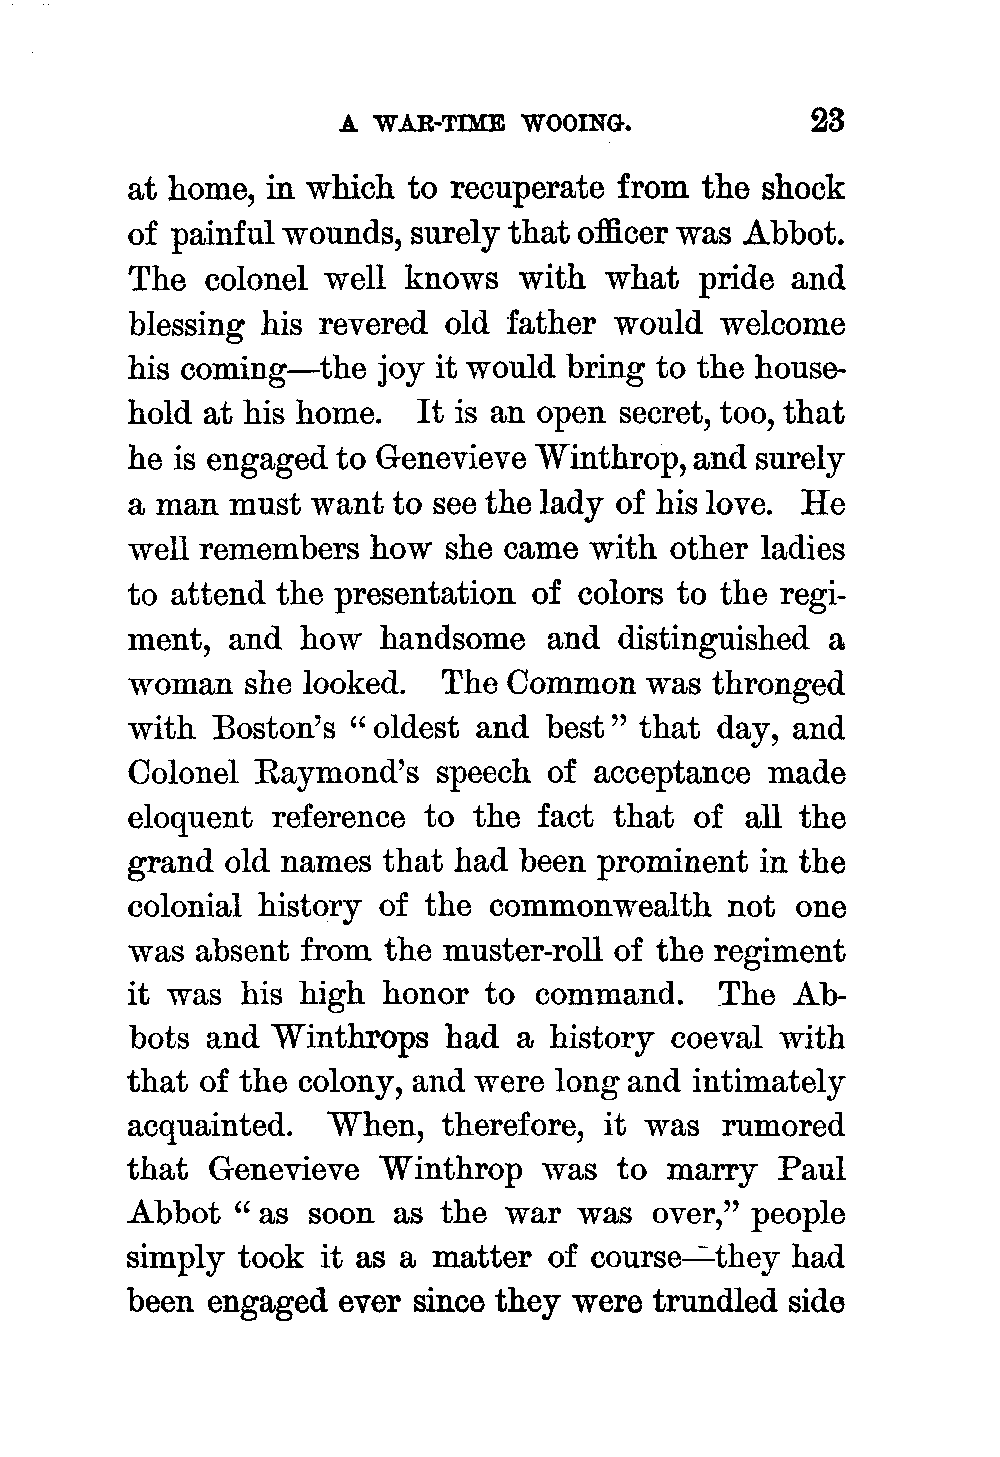 A WAR-TIME WOOING. 23
at home, in which to recuperate from the shock
of painful wounds, surely that officer was Abbot.
The colonel well knows with what pride and
blessing his revered old father would welcome
his coming—the joy it would bring to the house-
hold at his home. It is an open secret, too, that
he is engaged to Genevieve Winthrop, and surely
a man must want to see the lady of his love. He
well remembers how she came with other ladies
to attend the presentation of colors to the regi-
ment, and how handsome and distinguished a
woman she looked. The Common was thronged
with Boston's “oldest and best” that day, and
Colonel Raymond's speech of acceptance made
eloquent reference to the fact that of all the
grand old names that had been prominent in the
colonial history of the commonwealth not one
was absent from the muster-roll of the regiment
it was his high honor to command. The Ab-
bots and Winthrops had a history coeval with
that of the colony, and were long and intimately
acquainted. When, therefore, it was rumored
that Genevieve Winthrop was to marry Paul
Abbot “as soon as the war was over,” people
simply took it as a matter of course—they had
been engaged ever since they were trundled side